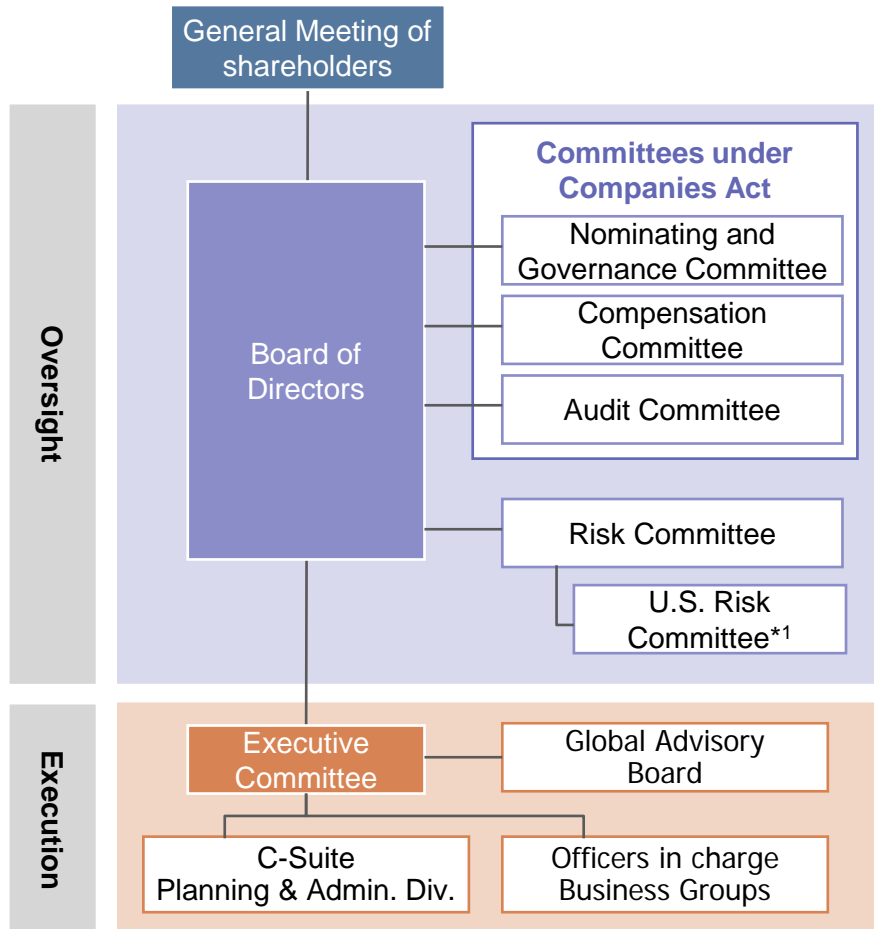 General Meeting of
shareholders
Oversight
Board of
Directors
Committees under
Companies Act
Nominating and
Governance Committee
Compensation
Committee
Audit Committee
Risk Committee
U.S. Risk
Committee*1
Execution
Executive
Committee
Global Advisory
Board
C-Suite
Planning & Admin. Div.
Officers in charge
Business Groups